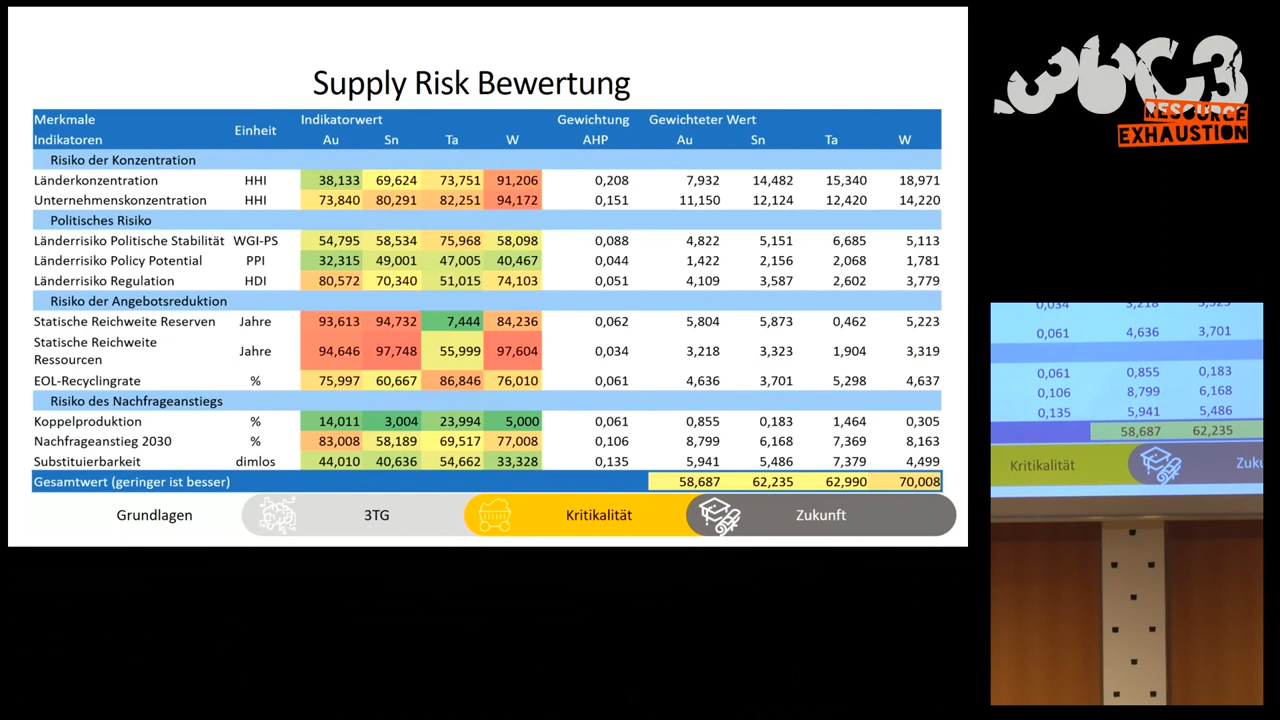 Supply Risk Bewertung
Merkmale Indikatorwert Gewichtung Gewichteter Wert
Einheit
Indikatoren Au Sn Ta W AHP Au Sn Ta W
Risiko der Konzentration
Länderkonzentration HHI 38,133 69,624 73,751 91,206 0,208 7,932 14,482 15,340 18,971
Unternehmenskonzentration HHI 73,840 80,291 82,251 94,172 0,151 11,150 12,124 12,420 14,220
Politisches Risiko
Länderrisiko Politische Stabilität WGI-PS 54,795 58,534 75,968 58,098 0,088 4,822 5,151 6,685 5,113
Länderrisiko Policy Potential PPI 32,315 49,001 47,005 40,467 0,044 1,422 2,156 2,068 1,781
Länderrisiko Regulation HDI 80,572 70,340 51,015 74,103 0,051 4,109 3,587 2,602 3,779
Risiko der Angebotsreduktion
Statische Reichweite Reserven Jahre 93,613 94,732 7,444 84,236 0,062 5,804 5,873 0,462 5,223
Statische Reichweite
Ressourcen Jahre 94,646 97,748 55,999 97,604 0,034 3,218 3,323 1,904 3,319
EOL-Recyclingrate % 75,997 60,667 86,846 76,010 0,061 4,636 3,701 5,298 4,637
Risiko des Nachfrageanstiegs
Koppelproduktion % 14,011 3,004 23,994 5,000 0,061 0,855 0,183 1,464 0,305
Nachfrageanstieg 2030 % 83,008 58,189 69,517 77,008 0,106 8,799 6,168 7,369 8,163
Substituierbarkeit dimlos 44,010 40,636 54,662 33,328 0,135 5,941 5,486 7,379 4,499
Gesamtwert (geringer ist besser) 58,687 62,235 62,990 70,008
Grundlagen 3TG Kritikalität Zukunft
36C3
RESOURCE
EXHAUSTION
0,061 4,636 3,701
0,061 0,855 0,183
0,106 8,799 6,168
0,135 5,941 5,486
58,687 62,235
Kritikalität Zuku